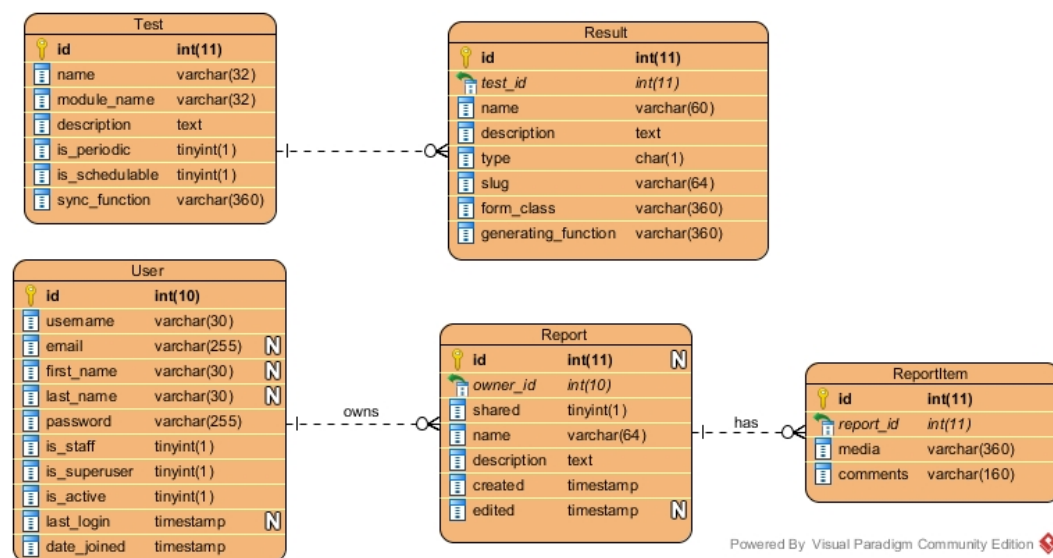 Test
id int(11)
name varchar(32)
module_name varchar(32)
description text
is_periodic tinyint(1)
is_schedulable tinyint(1)
sync_function varchar(360)
Result
id int(11)
test_id int(11)
name varchar(60)
description text
type char(1)
slug varchar(64)
form_class varchar(360)
generating_function varchar(360)
User
id int(10)
username varchar(30)
email varchar(255) N
first_name varchar(30) N
last_name varchar(30) N
password varchar(255)
is_staff tinyint(1)
is_superuser tinyint(1)
is_active tinyint(1)
last_login timestamp N
date_joined timestamp
owns
Report
id int(11) N
owner_id int(10)
shared tinyint(1)
name varchar(64)
description text
created timestamp
edited timestamp N
has
ReportItem
id int(11)
report_id int(11)
media varchar(360)
comments varchar(160)
Powered By Visual Paradigm Community Edition